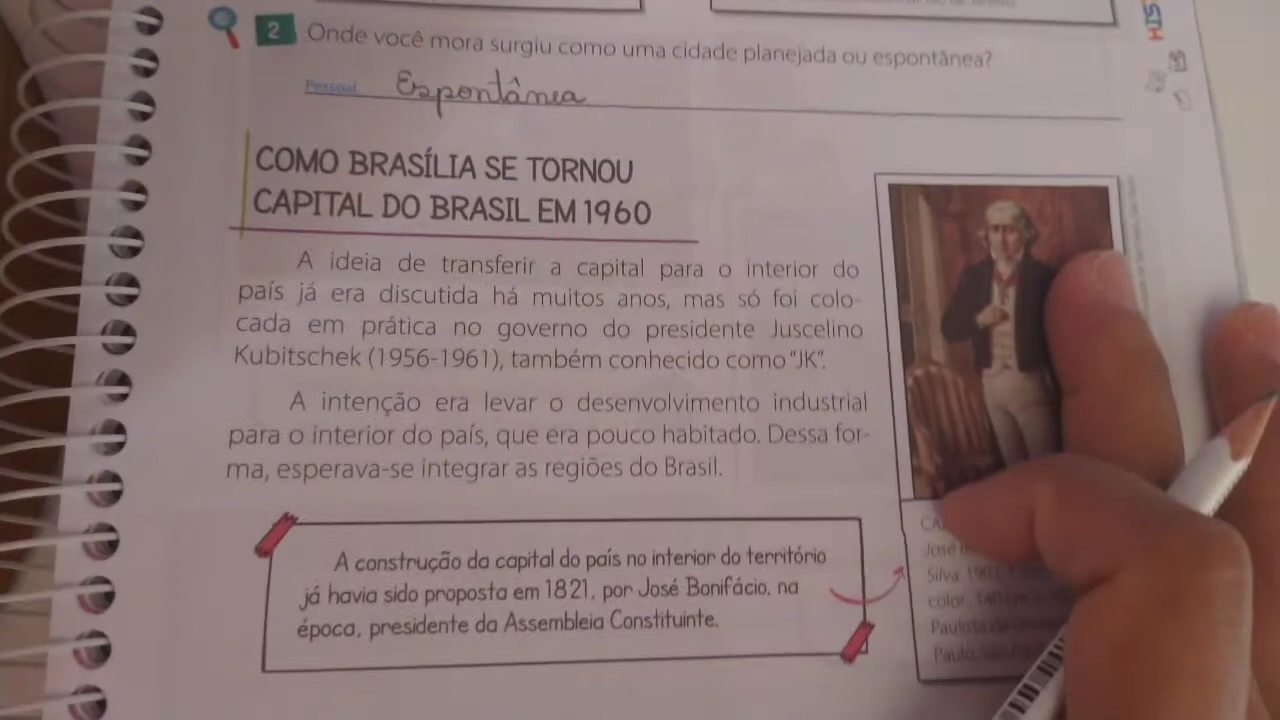 2 Onde você mora surgiu como uma cidade planejada ou espontânea?
Pessoal. Espontânea
COMO BRASÍLIA SE TORNOU
CAPITAL DO BRASIL EM 1960
A ideia de transferir a capital para o interior do
país já era discutida há muitos anos, mas só foi colo-
cada em prática no governo do presidente Juscelino
Kubitschek (1956-1961), também conhecido como "JK".
A intenção era levar o desenvolvimento industrial
para o interior do país, que era pouco habitado. Dessa for-
ma, esperava-se integrar as regiões do Brasil.
A construção da capital do país no interior do território
já havia sido proposta em 1821, por José Bonifácio, na
época, presidente da Assembleia Constituinte.
José
Silva.
color.
Paulista
Paulo.
HIS